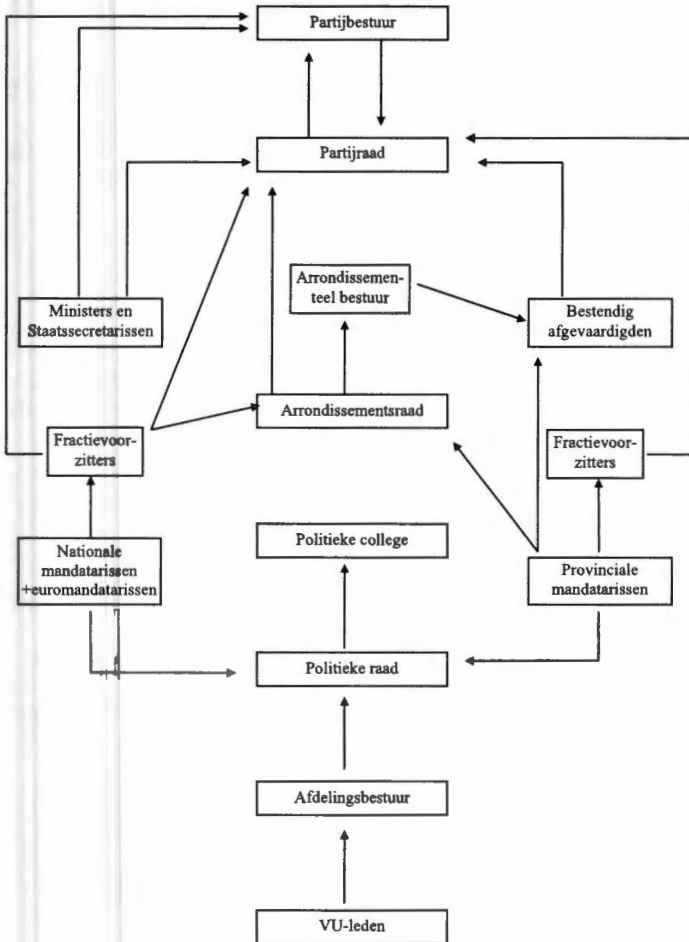 Partijbestuur
Partijraad
Arrondissemen-
teel bestuur
Ministers en
Staatssecretarissen
Bestendig
afgevaardigden
Arrondissementsraad
Fractievoor-
zitters
Fractievoor-
zitters
Politieke college
Nationale
mandatarissen
+euromandatarissen
Provinciale
mandatarissen
Politieke raad
Afdelingsbestuur
VU-leden